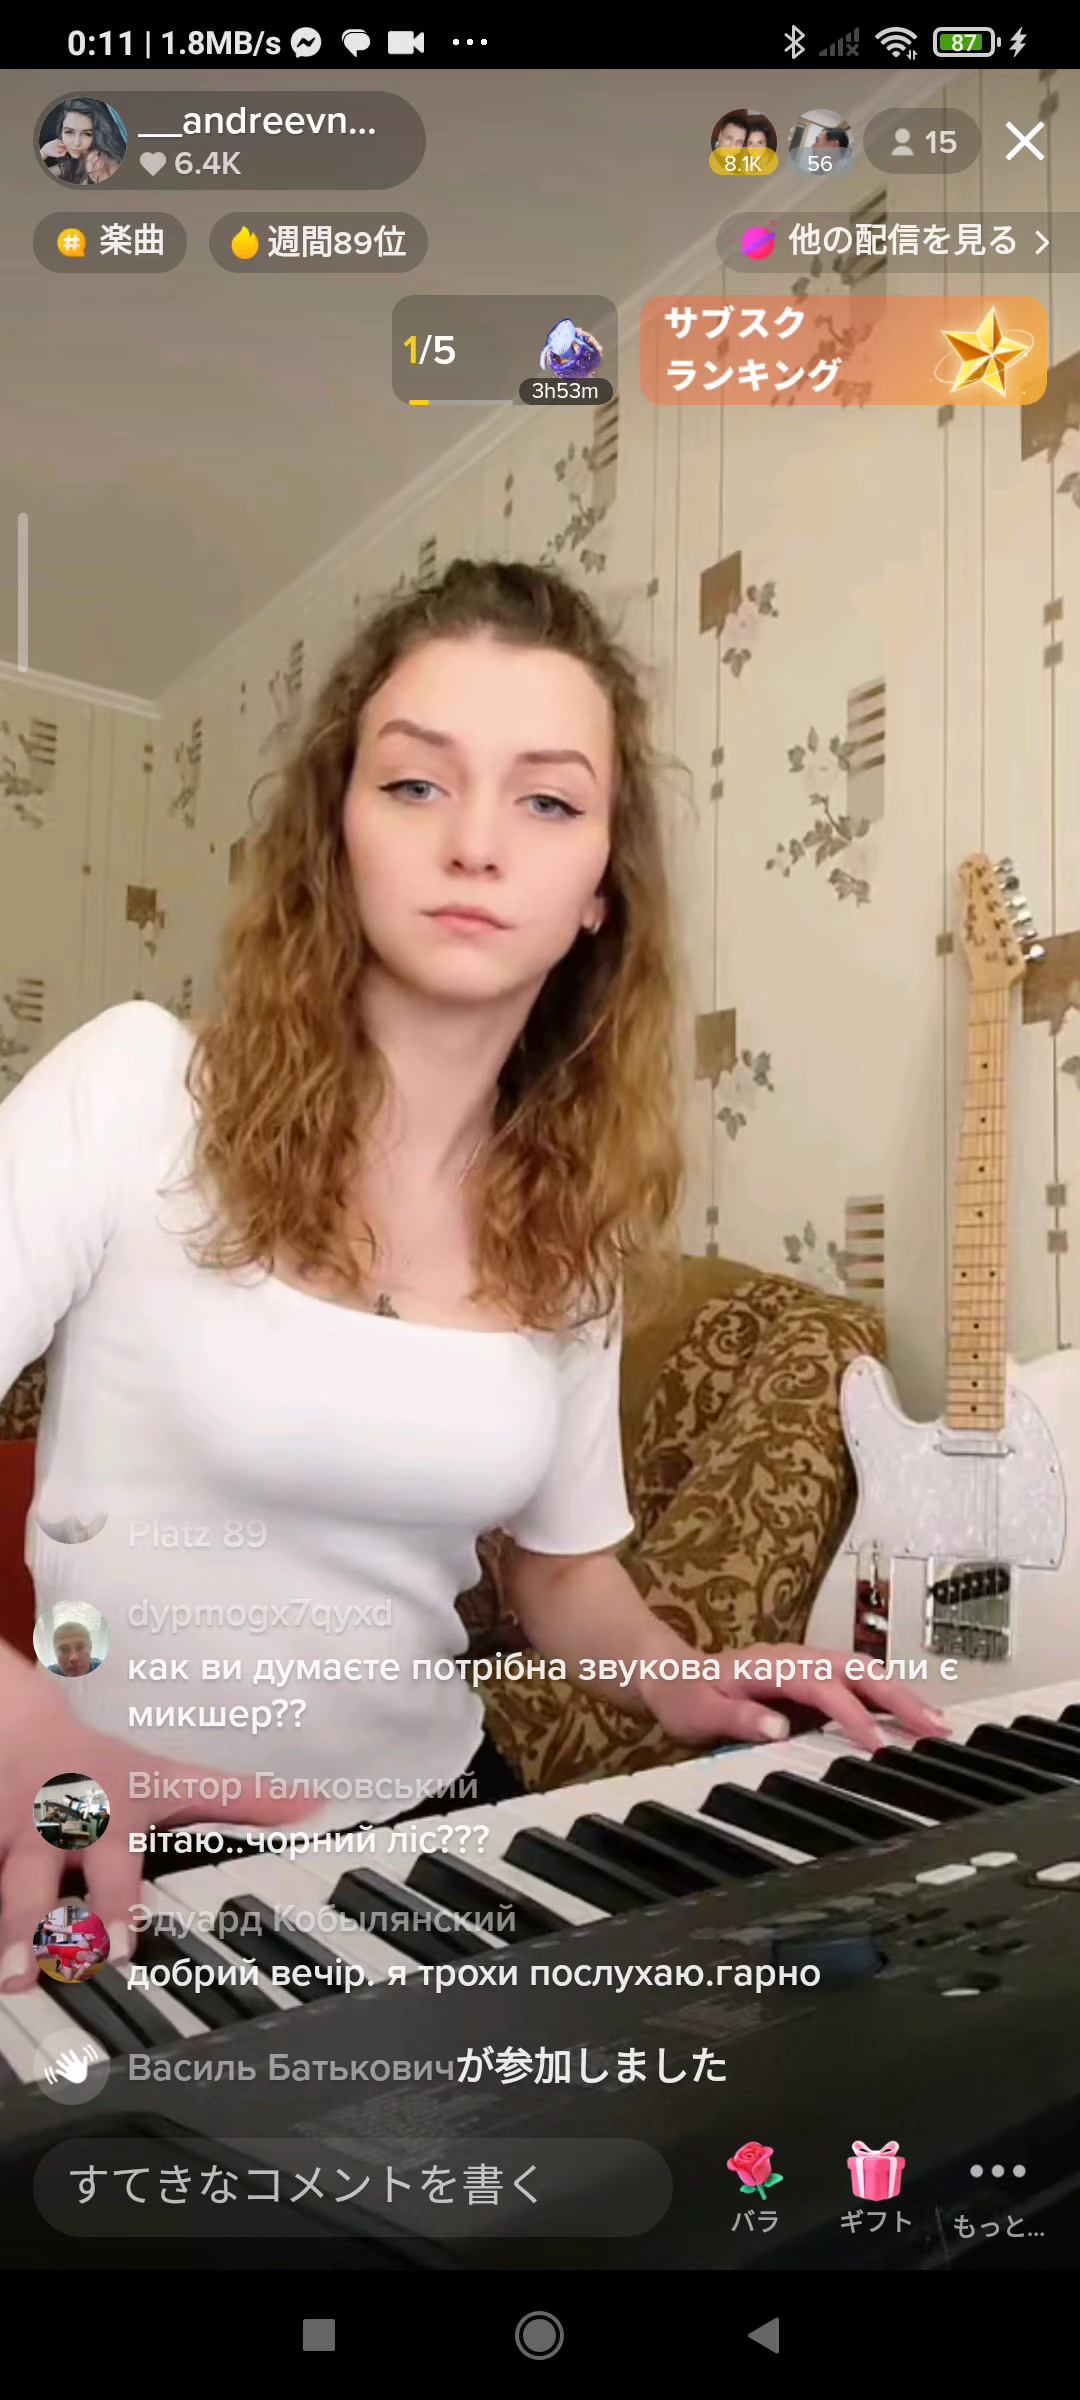 0:11 | 1.8MB/s
87
__andreevn...
6.4K
8.1K
56
15
楽曲
週間89位
他の配信を見る
1/5
3h53m
サブスク
ランキング
Platz 89
dypmogx7qyxd
как ви думаєте потрібна звукова карта если є
микшер??
Віктор Галковський
вітаю..чорний ліс???
Эдуард Кобылянский
добрий вечір. я трохи послухаю.гарно
Василь Батьковичが参加しました
すてきなコメントを書く
バラ
ギフト
もっと...